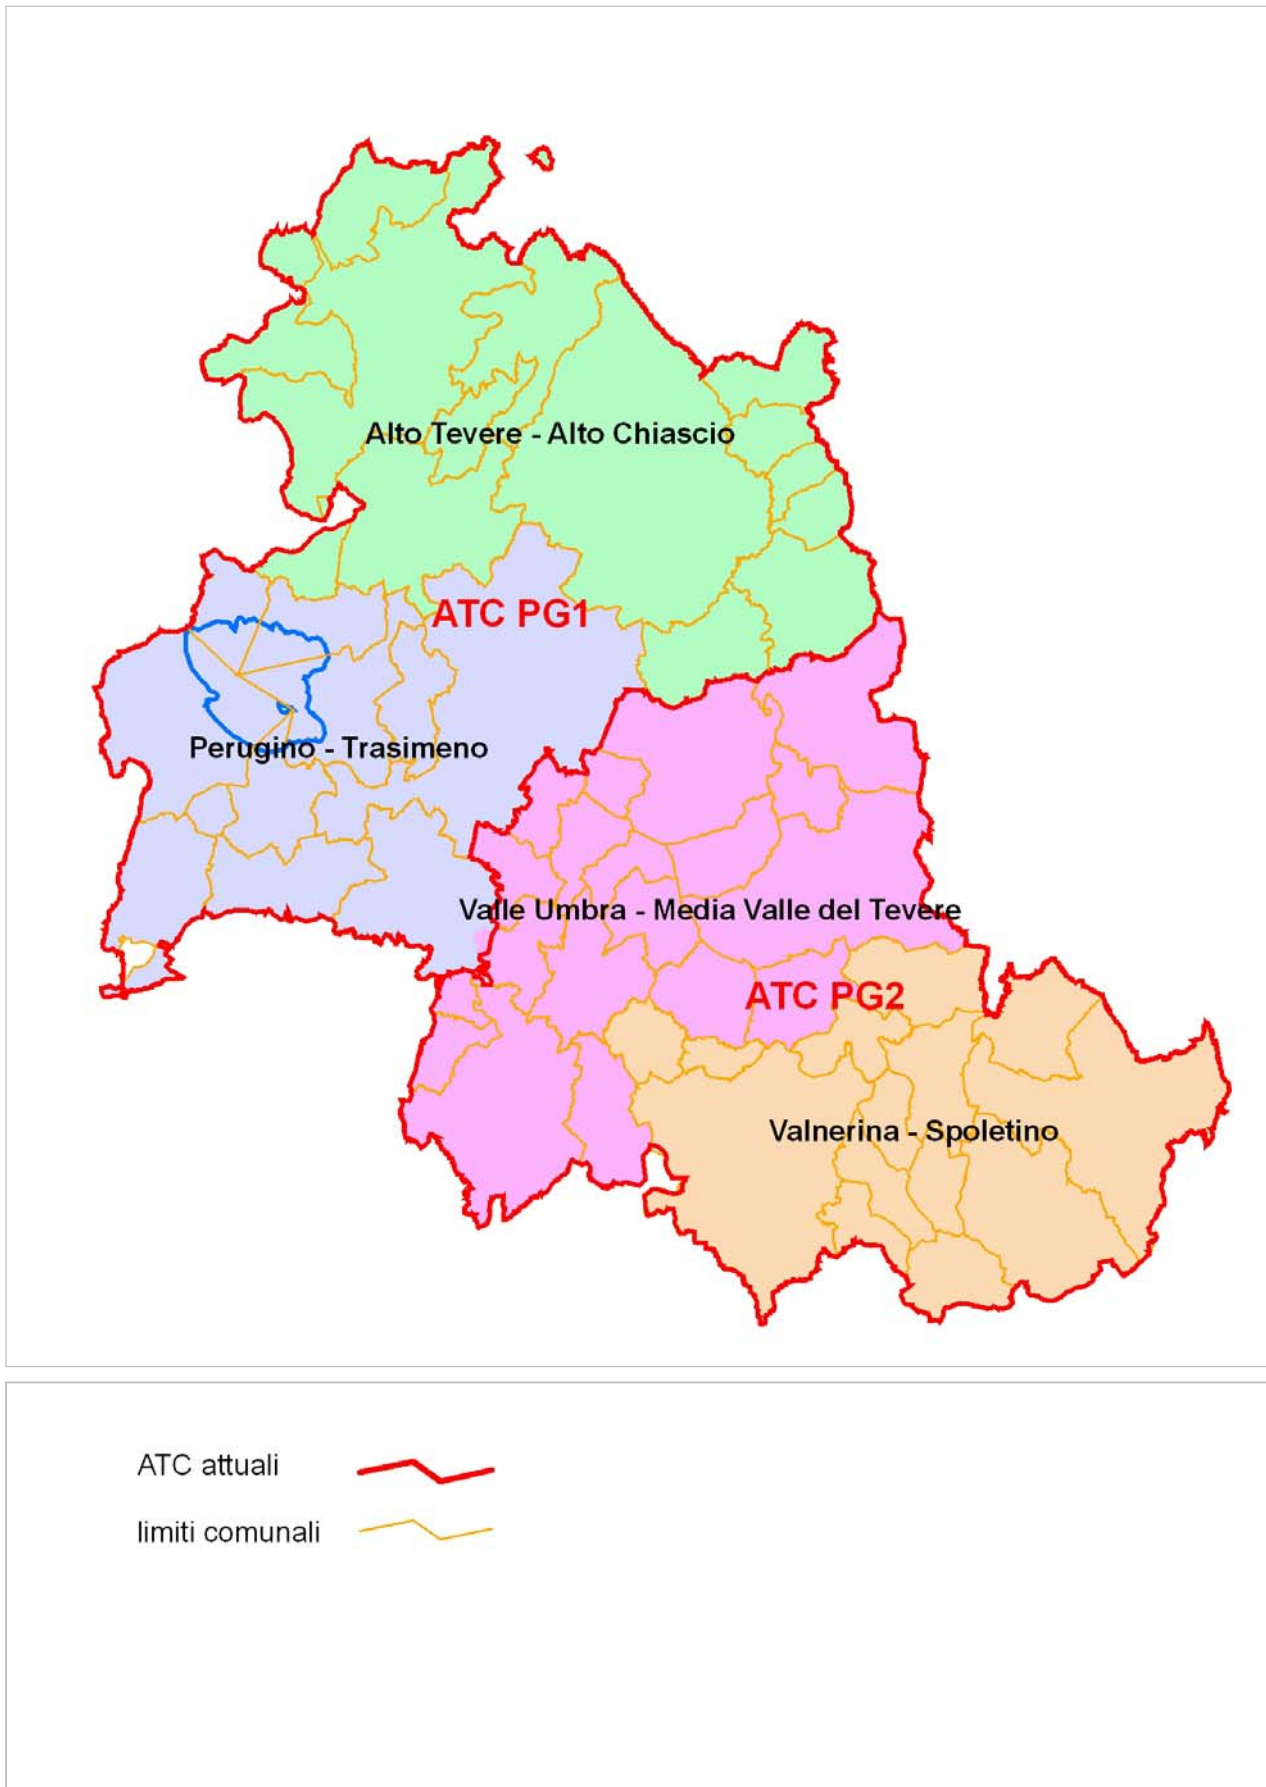 Alto Tevere - Alto Chiascio
ATC PG1
Perugino - Trasimeno
Valle Umbra - Media Valle del Tevere
ATC PG2
Valnerina - Spoletino
ATC attuali
limiti comunali